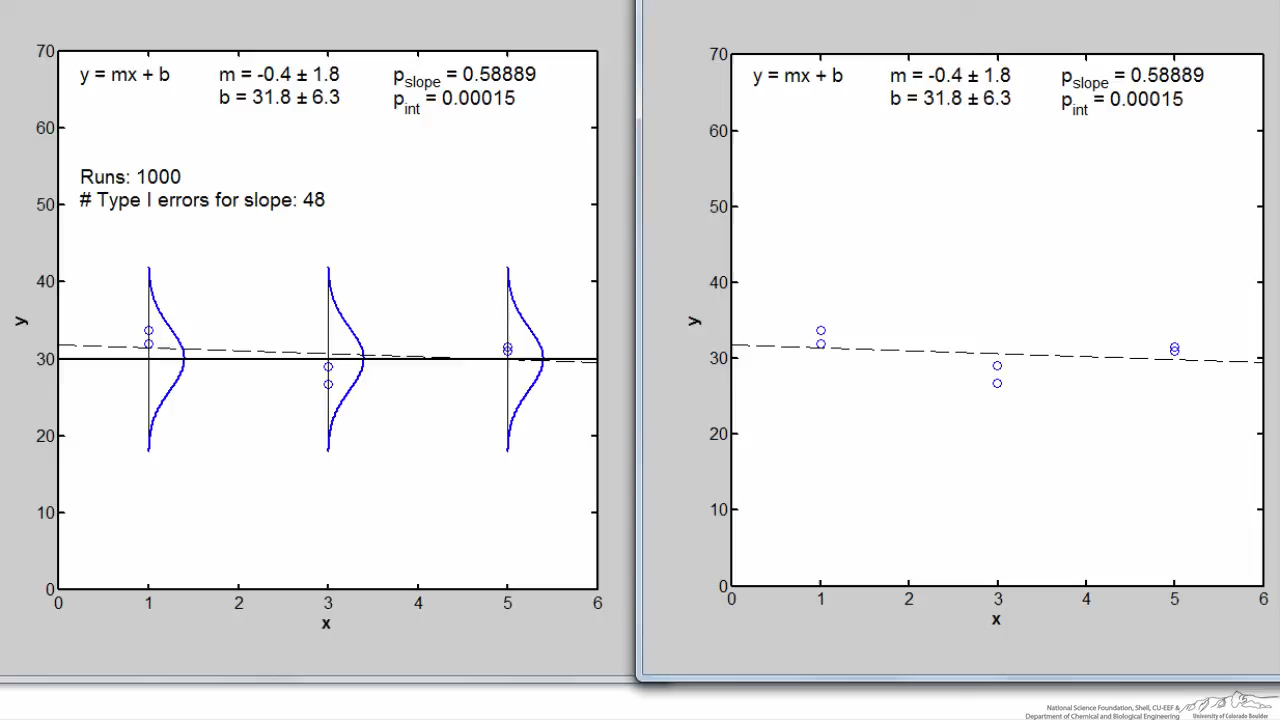 70
60
50
40
30
20
10
0
y
y = mx + b
m = -0.4 ± 1.8
b = 31.8 ± 6.3
pslope = 0.58889
pint = 0.00015
Runs: 1000
# Type I errors for slope: 48
0 1 2 3 4 5 6
x
70
60
50
40
30
20
10
0
y
y = mx + b
m = -0.4 ± 1.8
b = 31.8 ± 6.3
pslope = 0.58889
pint = 0.00015
0 1 2 3 4 5 6
x
National Science Foundation, Shell, CU-EEF &
Department of Chemical and Biological Engineering
University of Colorado Boulder